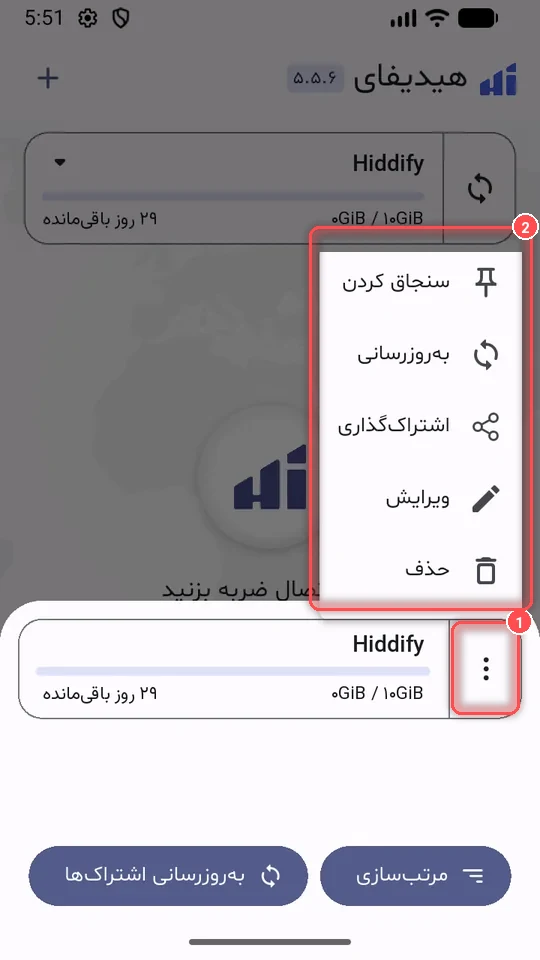 5:51
هیدیفای ۵.۵.۶
Hiddify
۰GiB / ۱۰GiB
۲۹ روز باقی‌مانده
2
سنجاق کردن
به‌روزرسانی
اشتراک‌گذاری
ویرایش
حذف
تصال ضربه بزنید
1
Hiddify
۰GiB / ۱۰GiB
۲۹ روز باقی‌مانده
مرتب‌سازی
به‌روزرسانی اشتراک‌ها